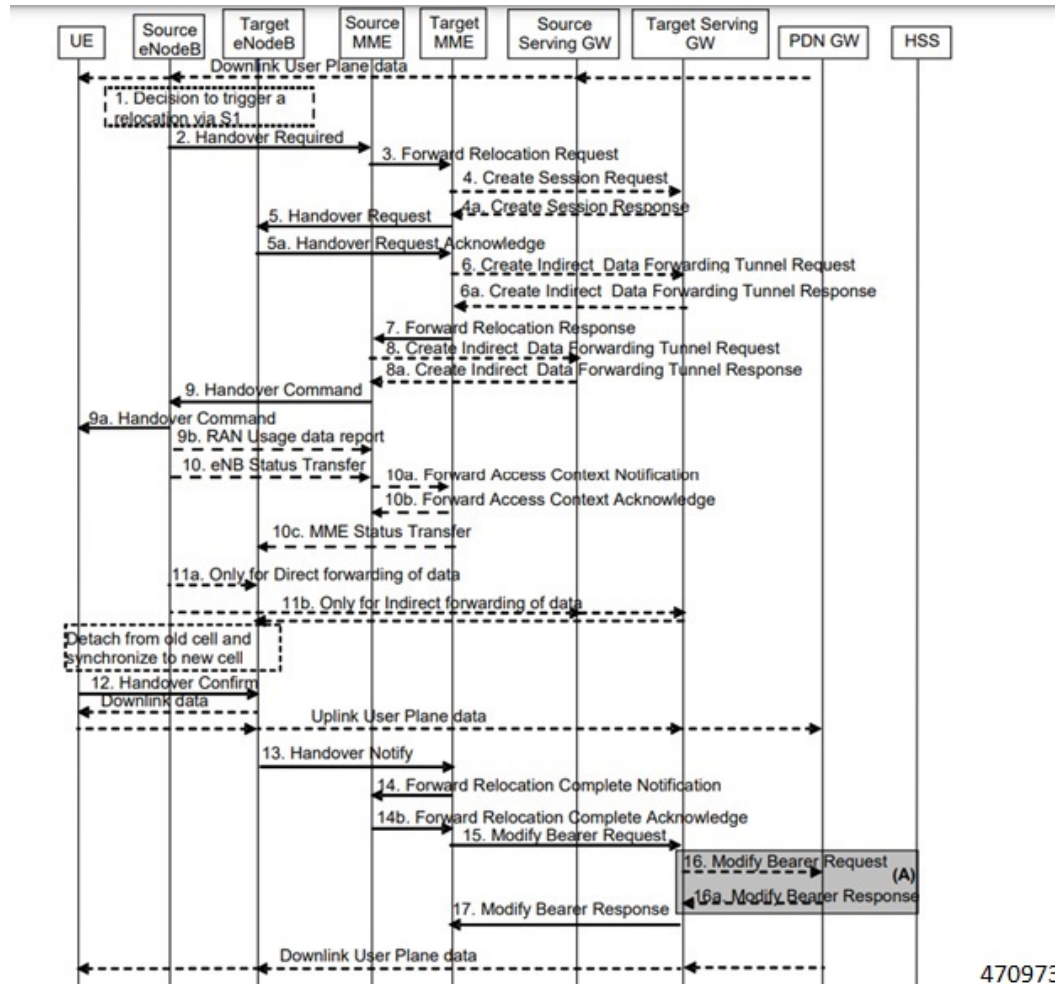 UE
Source
eNodeB
Target
eNodeB
Source
MME
Target
MME
Source
Serving GW
Target Serving
GW
PDN GW
HSS
Downlink User Plane data
1. Decision to trigger a
relocation via S1
2. Handover Required
3. Forward Relocation Request
4. Create Session Request
4a. Create Session Response
5. Handover Request
5a. Handover Request Acknowledge
6. Create Indirect Data Forwarding Tunnel Request
6a. Create Indirect Data Forwarding Tunnel Response
7. Forward Relocation Response
8. Create Indirect Data Forwarding Tunnel Request
8a. Create Indirect Data Forwarding Tunnel Response
9. Handover Command
9a. Handover Command
9b. RAN Usage data report
10. eNB Status Transfer
10a. Forward Access Context Notification
10b. Forward Access Context Acknowledge
10c. MME Status Transfer
11a. Only for Direct forwarding of data
11b. Only for Indirect forwarding of data
Detach from old cell and
synchronize to new cell
12. Handover Confirm
Downlink data
Uplink User Plane data
13. Handover Notify
14. Forward Relocation Complete Notification
14b. Forward Relocation Complete Acknowledge
15. Modify Bearer Request
16. Modify Bearer Request
(A)
16a. Modify Bearer Response
17. Modify Bearer Response
Downlink User Plane data
470973